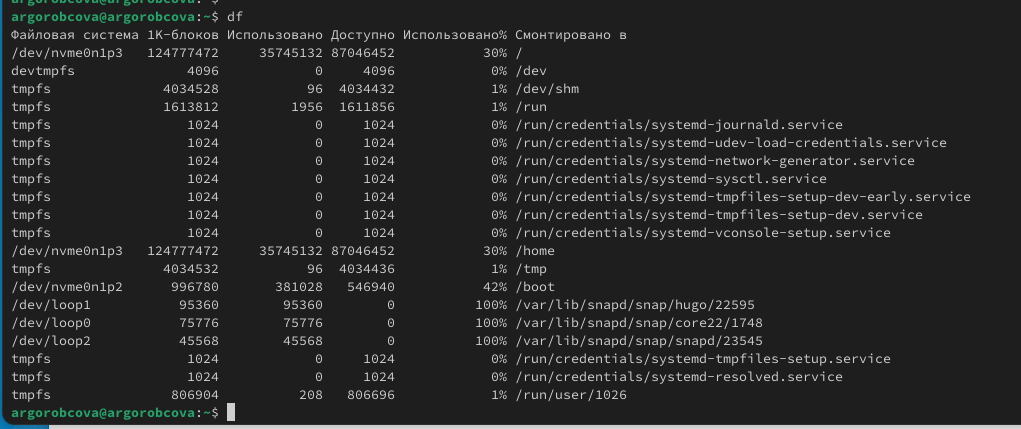 argorobcova@argorobcova:~$ df
Файловая система 1K-блоков Использовано Доступно Использовано% Смонтировано в
/dev/nvme0n1p3 124777472 35745132 87046452 30% /
devtmpfs 4096 0 4096 0% /dev
tmpfs 4034528 96 4034432 1% /dev/shm
tmpfs 1613812 1956 1611856 1% /run
tmpfs 1024 0 1024 0% /run/credentials/systemd-journald.service
tmpfs 1024 0 1024 0% /run/credentials/systemd-udev-load-credentials.service
tmpfs 1024 0 1024 0% /run/credentials/systemd-network-generator.service
tmpfs 1024 0 1024 0% /run/credentials/systemd-sysctl.service
tmpfs 1024 0 1024 0% /run/credentials/systemd-tmpfiles-setup-dev-early.service
tmpfs 1024 0 1024 0% /run/credentials/systemd-tmpfiles-setup-dev.service
tmpfs 1024 0 1024 0% /run/credentials/systemd-vconsole-setup.service
/dev/nvme0n1p3 124777472 35745132 87046452 30% /home
tmpfs 4034532 96 4034436 1% /tmp
/dev/nvme0n1p2 996780 381028 546940 42% /boot
/dev/loop1 95360 95360 0 100% /var/lib/snapd/snap/hugo/22595
/dev/loop0 75776 75776 0 100% /var/lib/snapd/snap/core22/1748
/dev/loop2 45568 45568 0 100% /var/lib/snapd/snap/snapd/23545
tmpfs 1024 0 1024 0% /run/credentials/systemd-tmpfiles-setup.service
tmpfs 1024 0 1024 0% /run/credentials/systemd-resolved.service
tmpfs 806904 208 806696 1% /run/user/1026
argorobcova@argorobcova:~$